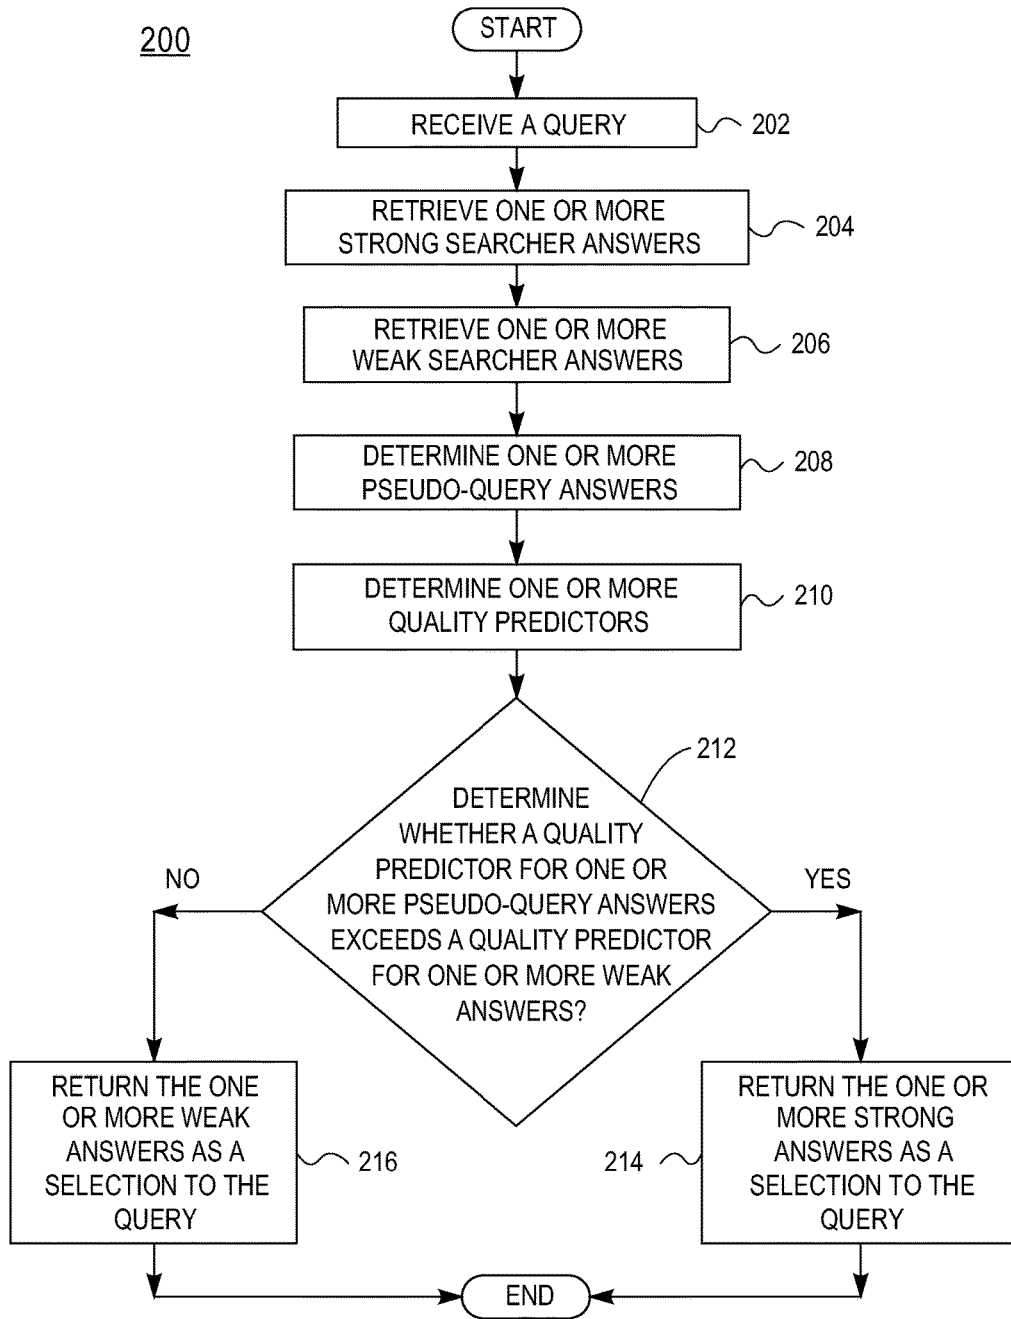 200
START
RECEIVE A QUERY
202
RETRIEVE ONE OR MORE
STRONG SEARCHER ANSWERS
204
RETRIEVE ONE OR MORE
WEAK SEARCHER ANSWERS
206
DETERMINE ONE OR MORE
PSEUDO-QUERY ANSWERS
208
DETERMINE ONE OR MORE
QUALITY PREDICTORS
210
212
DETERMINE
WHETHER A QUALITY
PREDICTOR FOR ONE OR
MORE PSEUDO-QUERY ANSWERS
EXCEEDS A QUALITY PREDICTOR
FOR ONE OR MORE WEAK
ANSWERS?
NO
YES
RETURN THE ONE
OR MORE WEAK
ANSWERS AS A
SELECTION TO THE
QUERY
216
214
RETURN THE ONE OR
MORE STRONG
ANSWERS AS A
SELECTION TO THE
QUERY
END